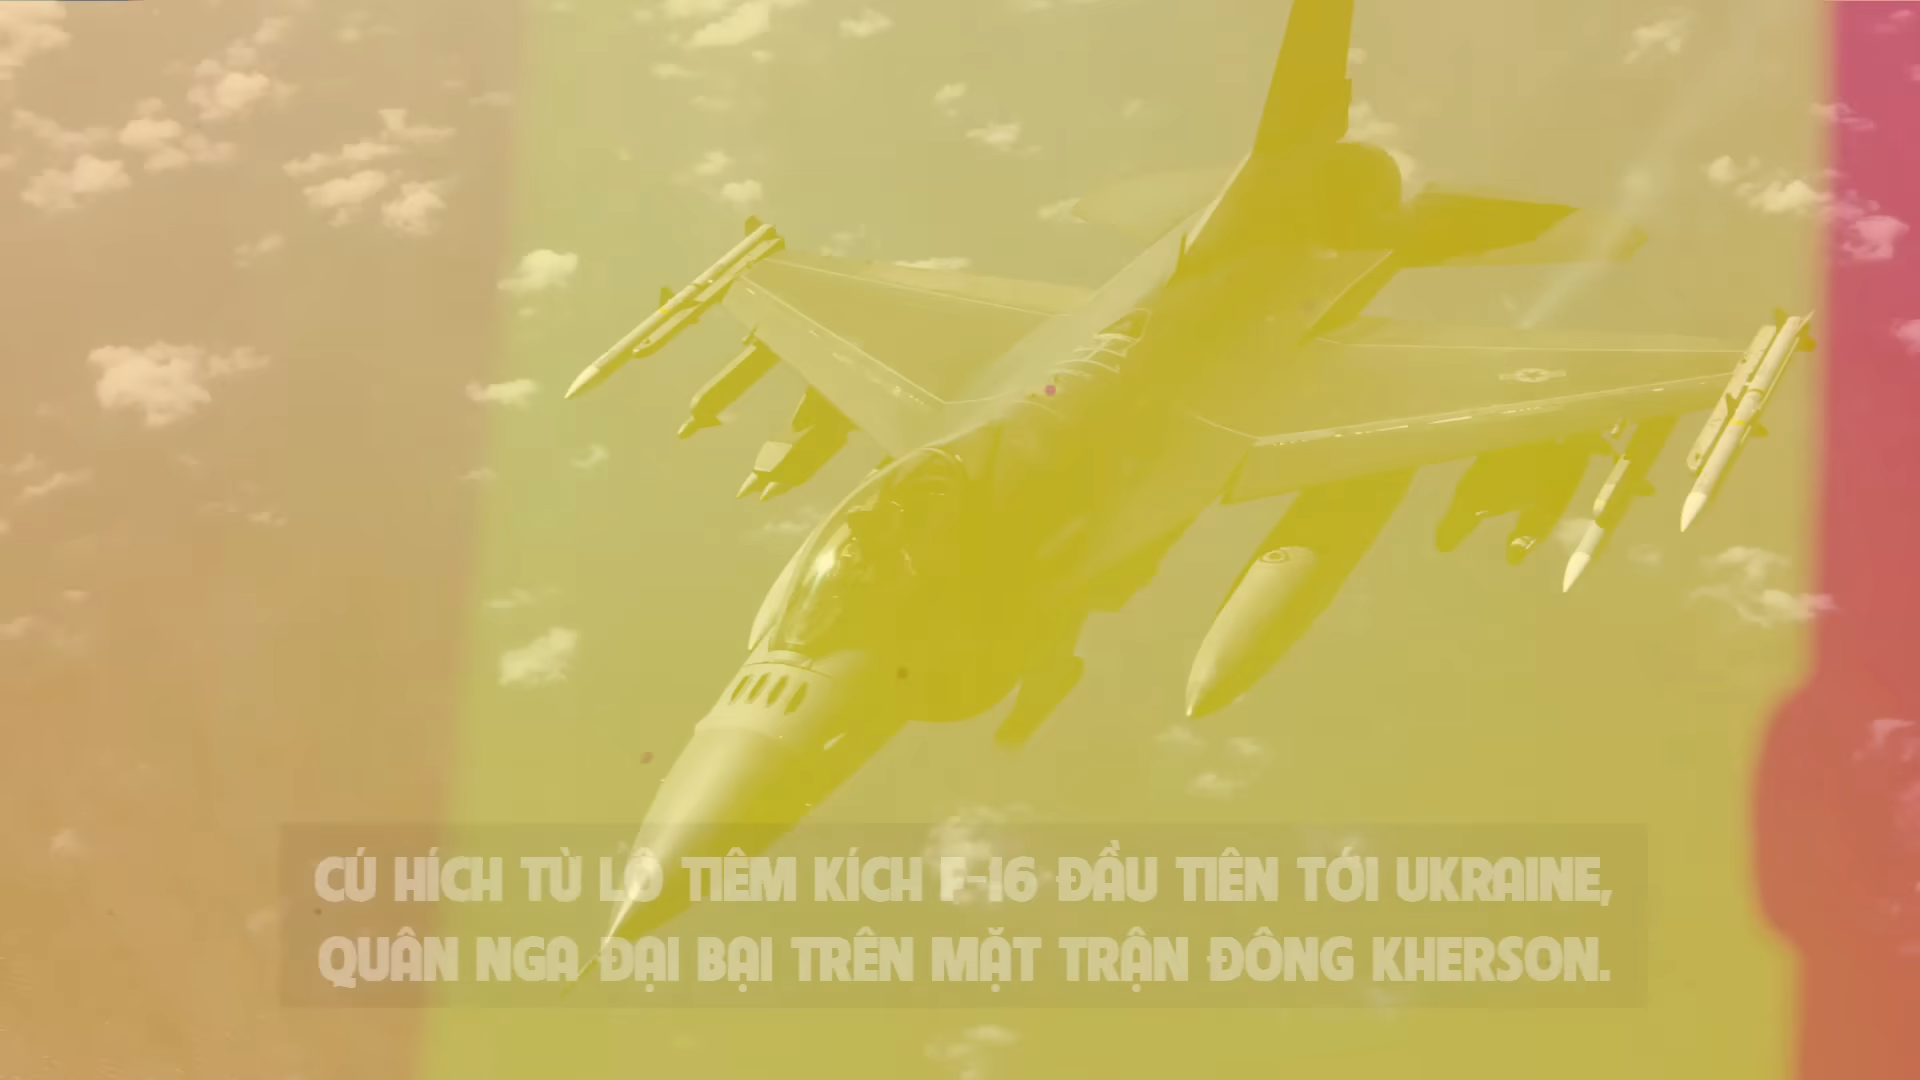 CÚ HÍCH TỪ LÔ TIÊM KÍCH F-16 ĐẦU TIÊN TỚI UKRAINE,
QUÂN NGA ĐẠI BẠI TRÊN MẶT TRẬN ĐÔNG KHERSON.